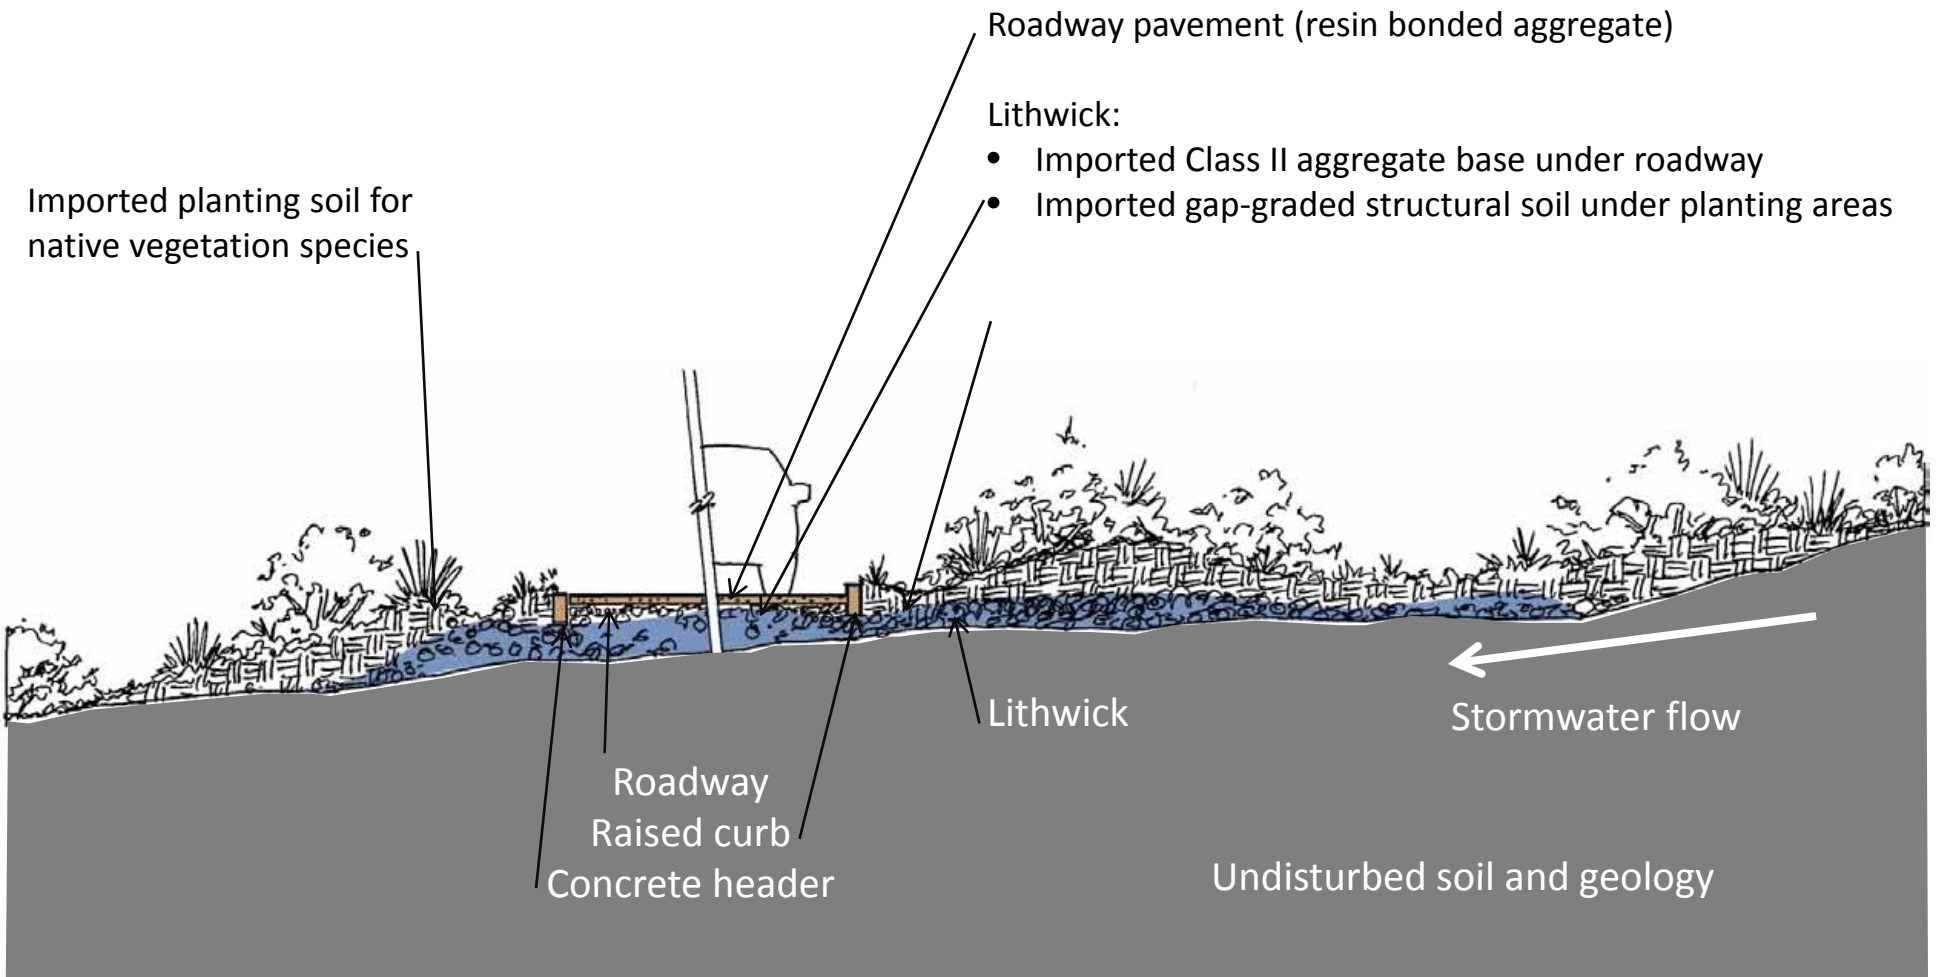 Roadway pavement (resin bonded aggregate)
Lithwick:
• Imported Class II aggregate base under roadway
• Imported gap-graded structural soil under planting areas
Imported planting soil for
native vegetation species
Lithwick
Stormwater flow
Roadway
Raised curb
Concrete header
Undisturbed soil and geology